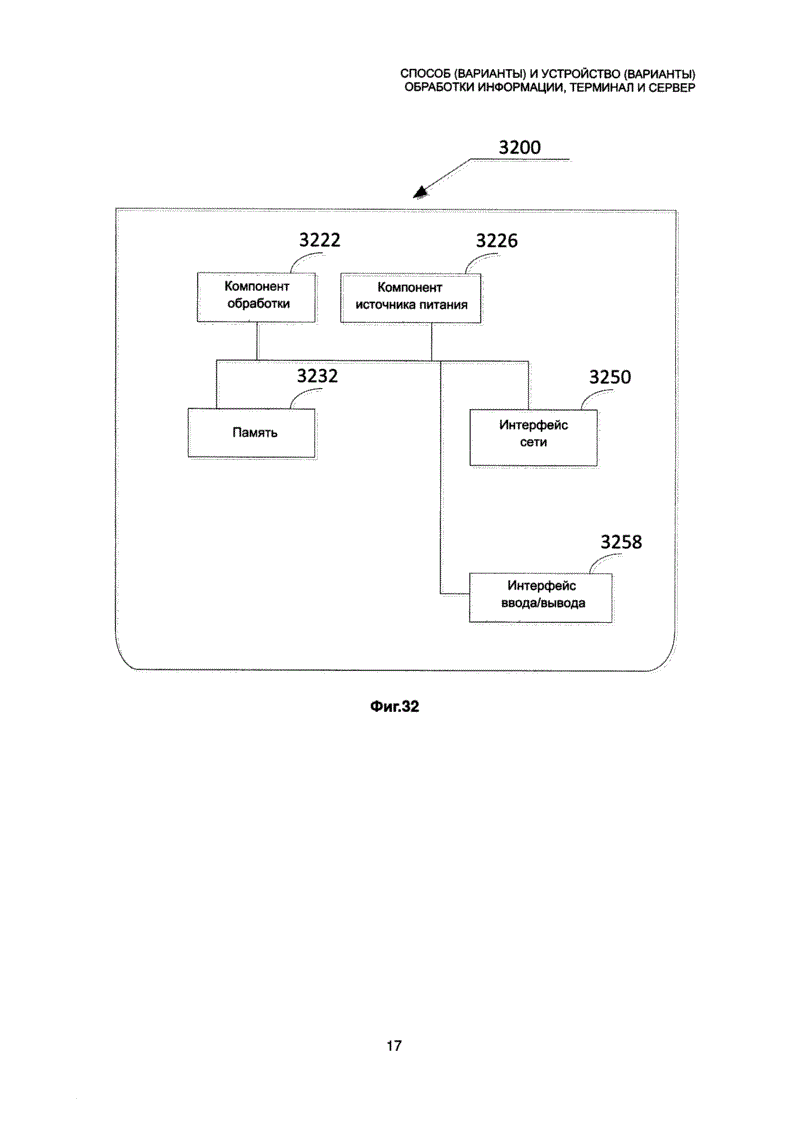 СПОСОБ (ВАРИАНТЫ) И УСТРОЙСТВО (ВАРИАНТЫ)
ОБРАБОТКИ ИНФОРМАЦИИ, ТЕРМИНАЛ И СЕРВЕР
3200
3222
3226
Компонент
обработки
Компонент
источника питания
3232
3250
Память
Интерфейс
сети
3258
Интерфейс
ввода/вывода
Фиг.32
17